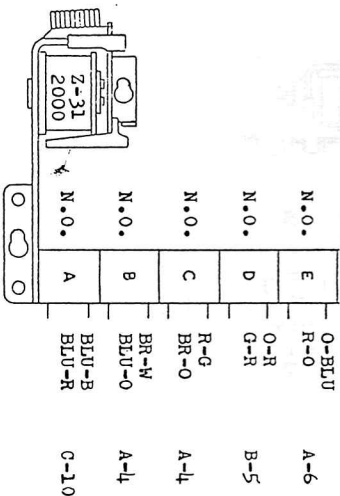 O-BLU
N.O. E R-O A-6
O-R
N.O. D G-R B-5
R-G
N.O. C BR-O A-4
BR-W
N.O. B BLU-O A-4
BLU-B
N.O. A BLU-R C-10
Z-31
2000